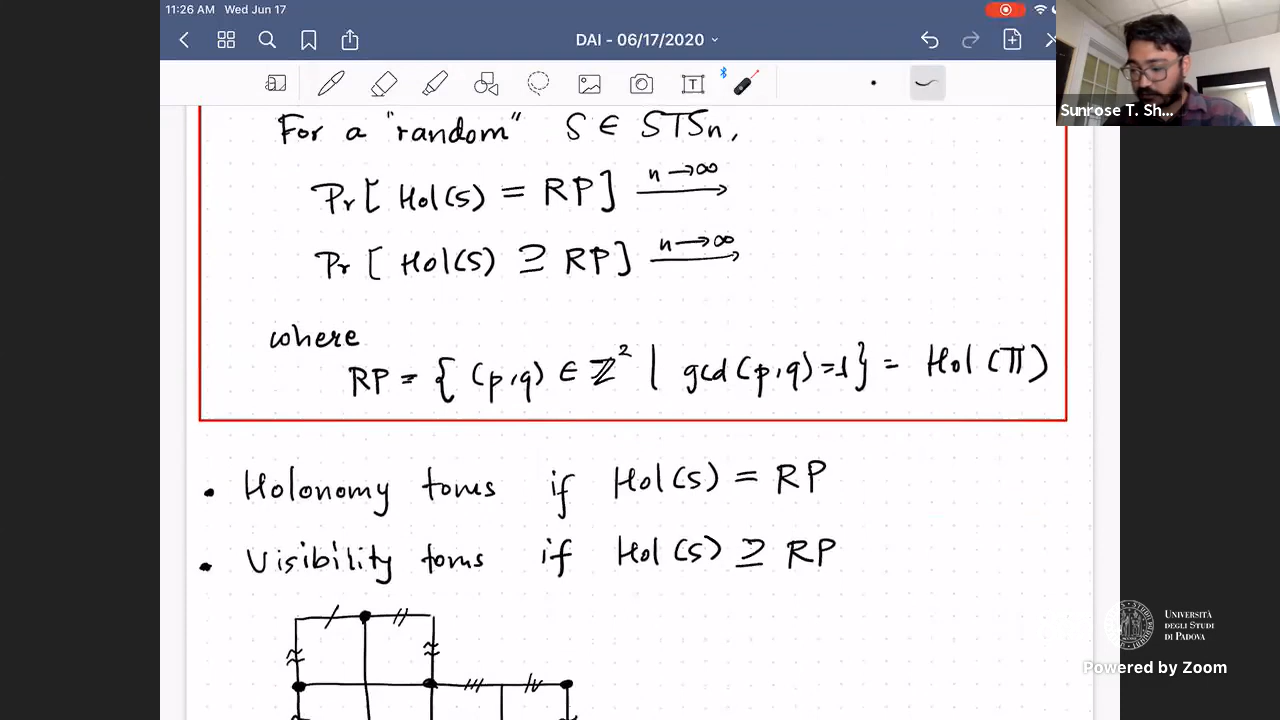 11:26 AM Wed Jun 17
DAI - 06/17/2020
T
Sunrose T. Sh...
For a "random" S ∈ STSn,
Pr[ Hol(S) = RP ] n→∞
Pr [ Hol(S) ⊇ RP ] n→∞
where
RP = { (p,q) ∈ ℤ² | gcd(p,q)=1 } = Hol(Π)
• Holonomy torus if Hol(S) = RP
• Visibility torus if Hol(S) ⊇ RP
UNIVERSITÀ
DEGLI STUDI
DI PADOVA
Powered by Zoom